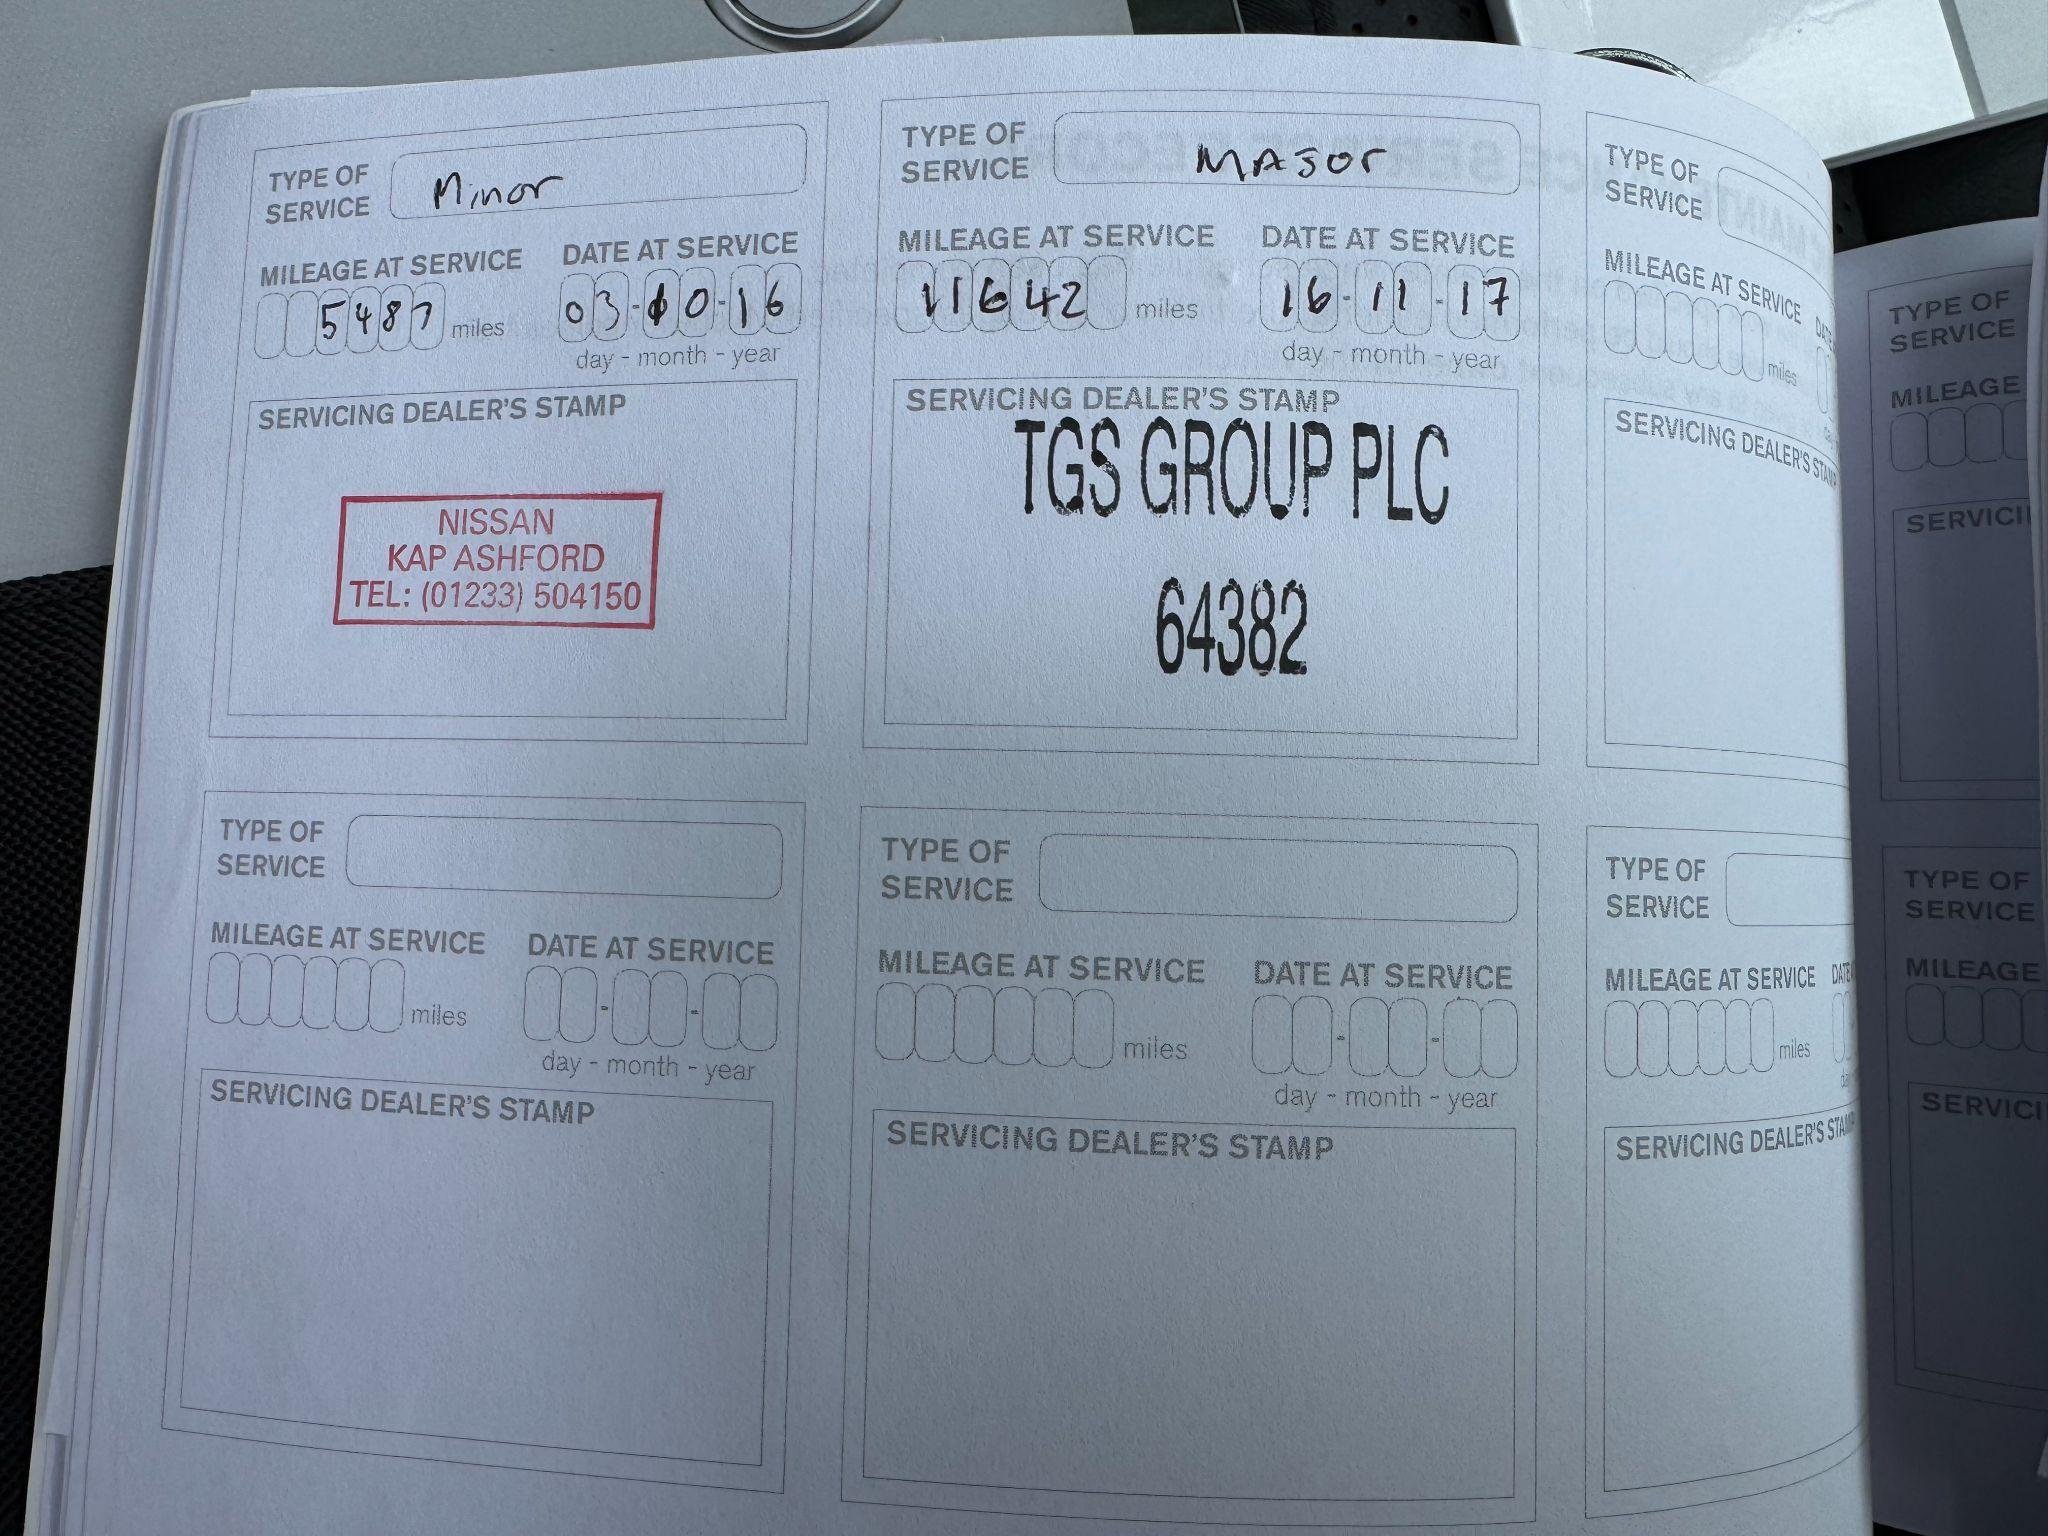 TYPE OF
SERVICE
Minor
MILEAGE AT SERVICE
5487 miles
DATE AT SERVICE
03-10-16
day - month - year
SERVICING DEALER'S STAMP
NISSAN
KAP ASHFORD
TEL: (01233) 504150
TYPE OF
SERVICE
MAJor
MILEAGE AT SERVICE
11642 miles
DATE AT SERVICE
16-11-17
day - month - year
SERVICING DEALER'S STAMP
TGS GROUP PLC
64382
TYPE OF
SERVICE
MILEAGE AT SERVICE
miles
SERVICING DEALER'S
TYPE OF
SERVICE
MILEAGE
TYPE OF
SERVICE
MILEAGE AT SERVICE
miles
DATE AT SERVICE
day - month - year
SERVICING DEALER'S STAMP
TYPE OF
SERVICE
MILEAGE AT SERVICE
miles
DATE AT SERVICE
day - month - year
SERVICING DEALER'S STAMP
TYPE OF
SERVICE
MILEAGE AT SERVICE
miles
SERVICING DEALER'S
TYPE OF
SERVICE
MILEAGE